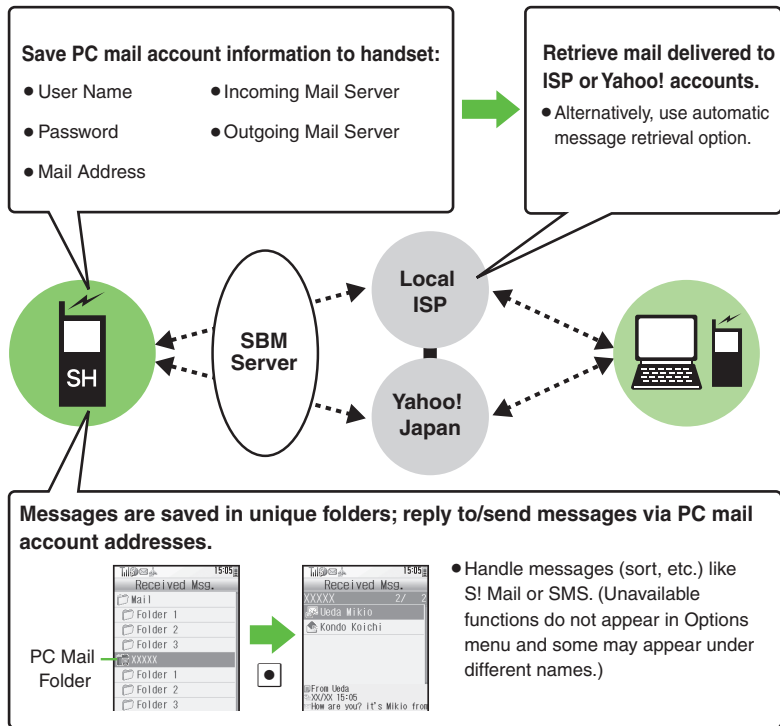 Save PC mail account information to handset:
● User Name
● Password
● Mail Address
● Incoming Mail Server
● Outgoing Mail Server
Retrieve mail delivered to
ISP or Yahoo! accounts.
● Alternatively, use automatic
message retrieval option.
SH
SBM
Server
Local
ISP
Yahoo!
Japan
Messages are saved in unique folders; reply to/send messages via PC mail
account addresses.
PC Mail
Folder
15:05
Received Msg.
Mail
Folder 1
Folder 2
Folder 3
XXXXX
Folder 1
Folder 2
Folder 3
15:05
Received Msg.
XXXXX 2/ 2
Ueda Mikio
Kondo Koichi
From Ueda
XX/XX 15:05
How are you? it's Mikio from
● Handle messages (sort, etc.) like
S! Mail or SMS. (Unavailable
functions do not appear in Options
menu and some may appear under
different names.)